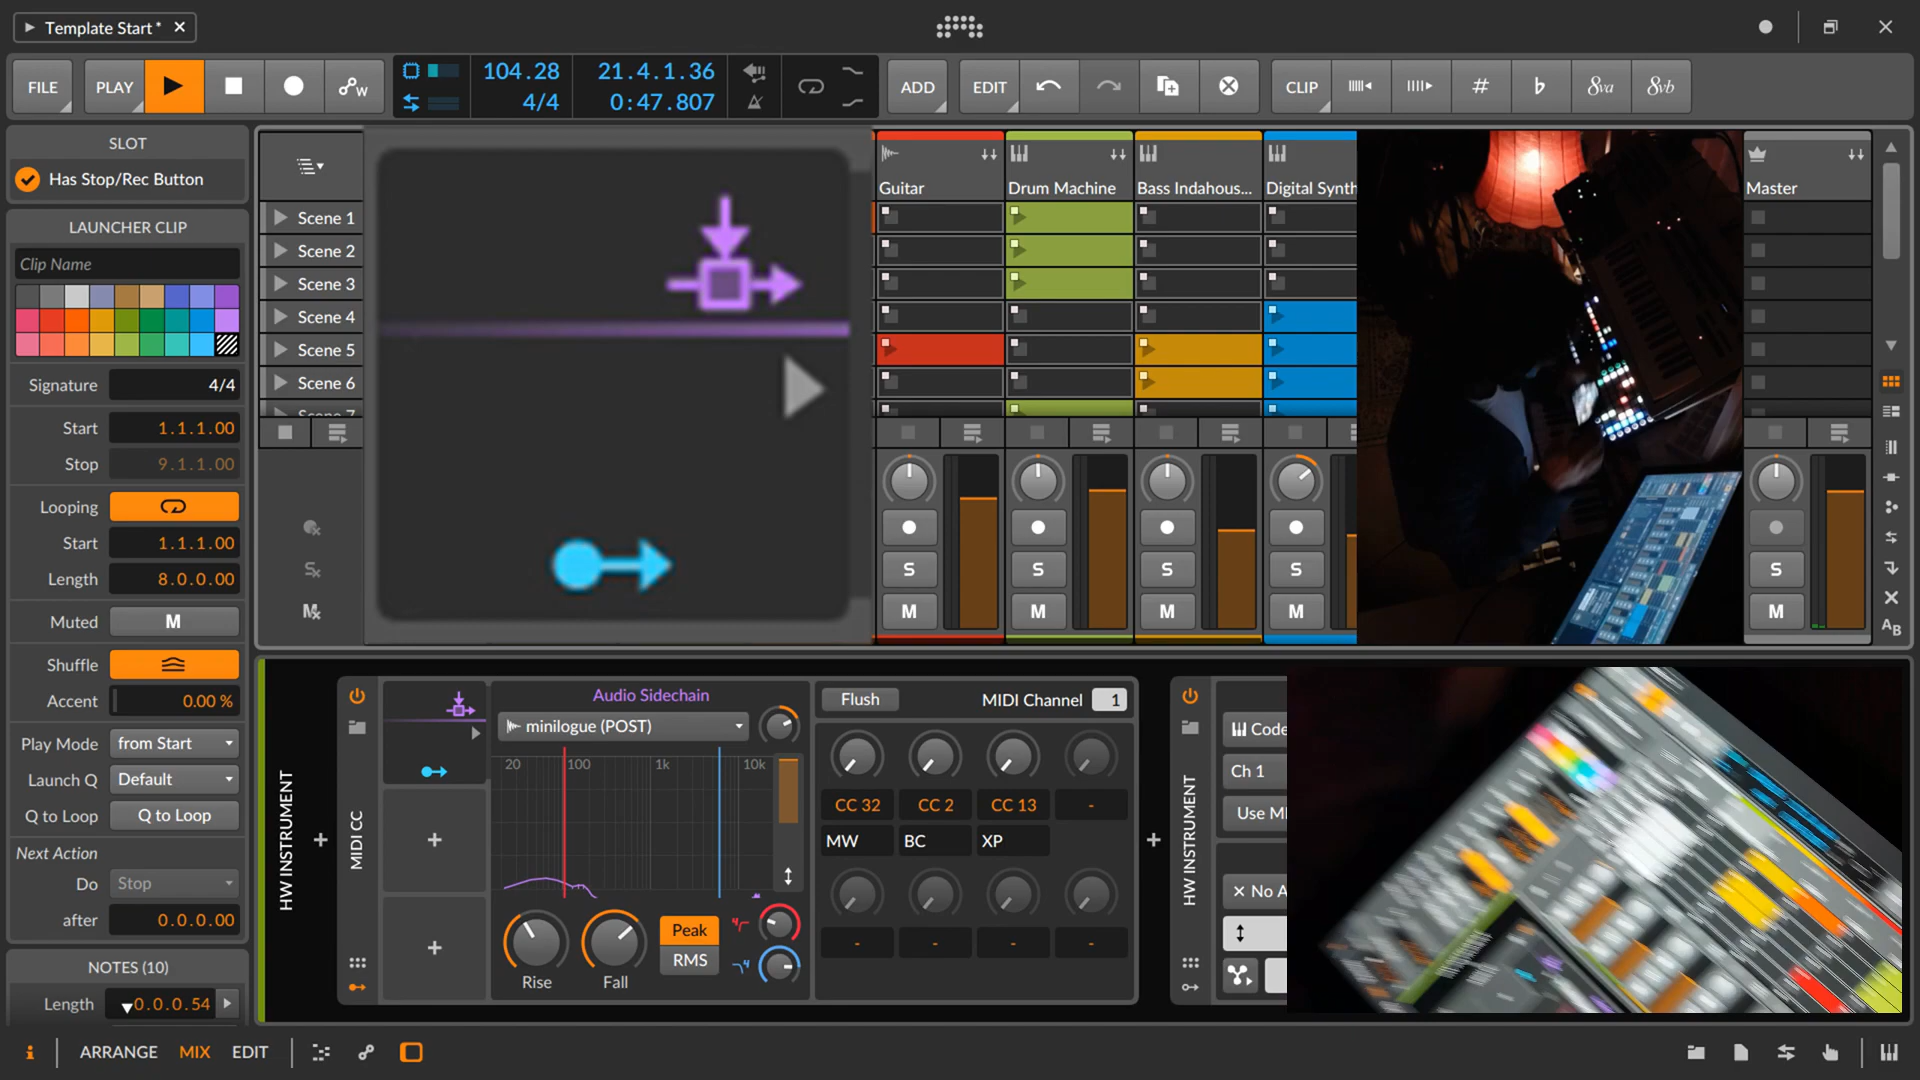 Template Start*
FILE
PLAY
104.28
4/4
21.4.1.36
0:47.807
ADD
EDIT
CLIP
8va
8vb
SLOT
Has Stop/Rec Button
LAUNCHER CLIP
Clip Name
Signature 4/4
Start 1.1.1.00
Stop 9.1.1.00
Looping
Start 1.1.1.00
Length 8.0.0.00
Muted M
Shuffle
Accent 0.00 %
Play Mode from Start
Launch Q Default
Q to Loop Q to Loop
Next Action
Do Stop
after 0.0.0.00
NOTES (10)
Length 0.0.0.54
Scene 1
Scene 2
Scene 3
Scene 4
Scene 5
Scene 6
Scene 7
Guitar
Drum Machine
Bass Indahous...
Digital Synth
Master
S S S S S
M M M M M
HW INSTRUMENT
MIDI CC
Audio Sidechain
minilogue (POST)
20 100 1k 10k
Rise
Fall
Peak
RMS
Flush
MIDI Channel 1
CC 32 CC 2 CC 13 -
MW BC XP
- - - -
HW INSTRUMENT
Ch 1
ARRANGE MIX EDIT